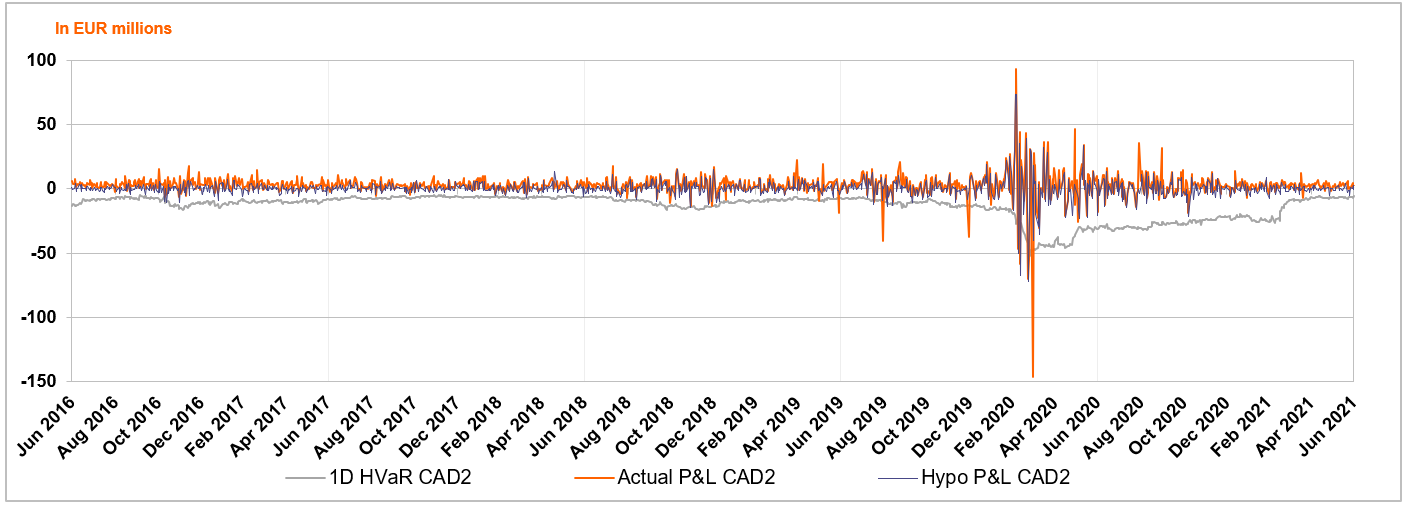 In EUR millions
100
50
0
-50
-100
-150
Jun 2016
Aug 2016
Oct 2016
Dec 2016
Feb 2017
Apr 2017
Jun 2017
Aug 2017
Oct 2017
Dec 2017
Feb 2018
Apr 2018
Jun 2018
Aug 2018
Oct 2018
Dec 2018
Feb 2019
Apr 2019
Jun 2019
Aug 2019
Oct 2019
Dec 2019
Feb 2020
Apr 2020
Jun 2020
Aug 2020
Oct 2020
Dec 2020
Feb 2021
Apr 2021
Jun 2021
1D HVaR CAD2 Actual P&L CAD2 Hypo P&L CAD2